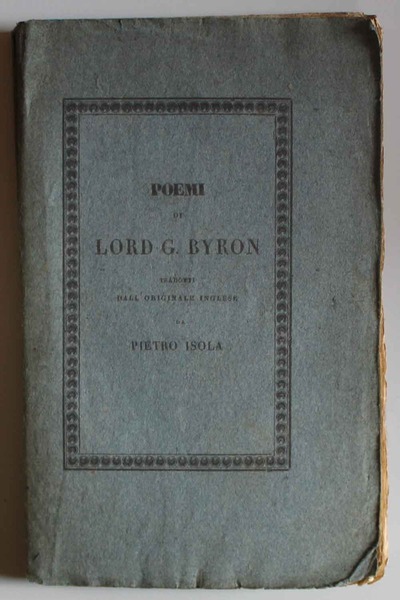 POEMI
DI
LORD G. BYRON
TRADOTTI
DALL'ORIGINALE INGLESE
DA
PIETRO ISOLA